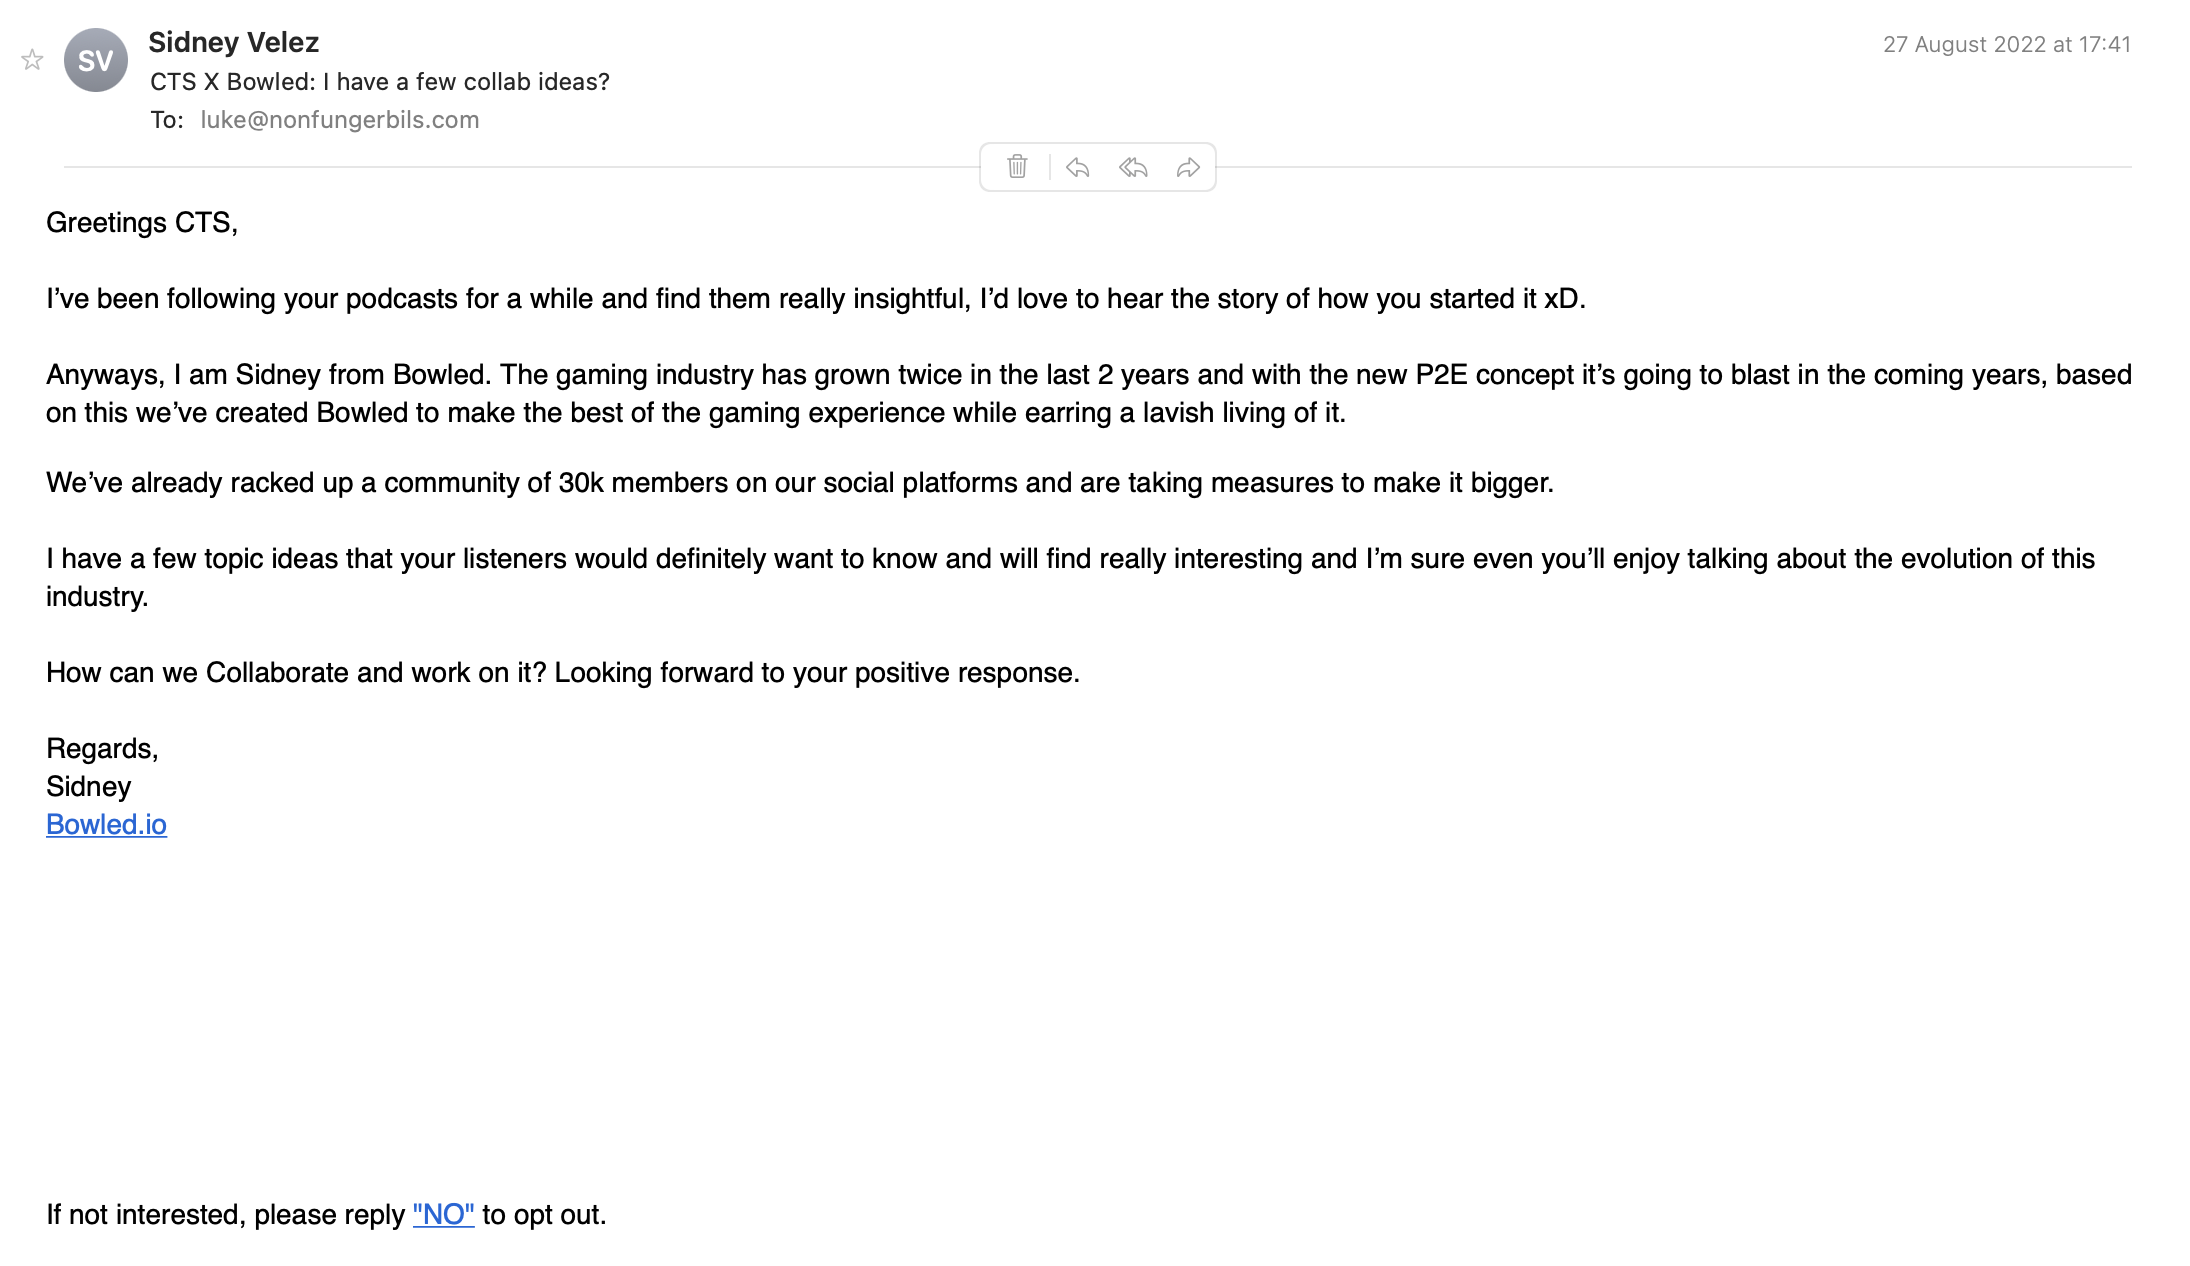 Sidney Velez
27 August 2022 at 17:41
SV
CTS X Bowled: I have a few collab ideas?
To: luke@nonfungerbils.com
Greetings CTS,
I’ve been following your podcasts for a while and find them really insightful, I’d love to hear the story of how you started it xD.
Anyways, I am Sidney from Bowled. The gaming industry has grown twice in the last 2 years and with the new P2E concept it’s going to blast in the coming years, based
on this we’ve created Bowled to make the best of the gaming experience while earring a lavish living of it.
We’ve already racked up a community of 30k members on our social platforms and are taking measures to make it bigger.
I have a few topic ideas that your listeners would definitely want to know and will find really interesting and I’m sure even you’ll enjoy talking about the evolution of this
industry.
How can we Collaborate and work on it? Looking forward to your positive response.
Regards,
Sidney
Bowled.io
If not interested, please reply "NO" to opt out.